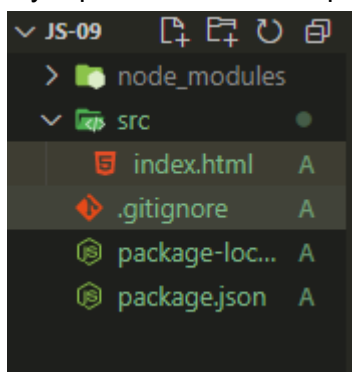 JS-09
node_modules
src
index.html A
.gitignore A
package-loc... A
package.json A